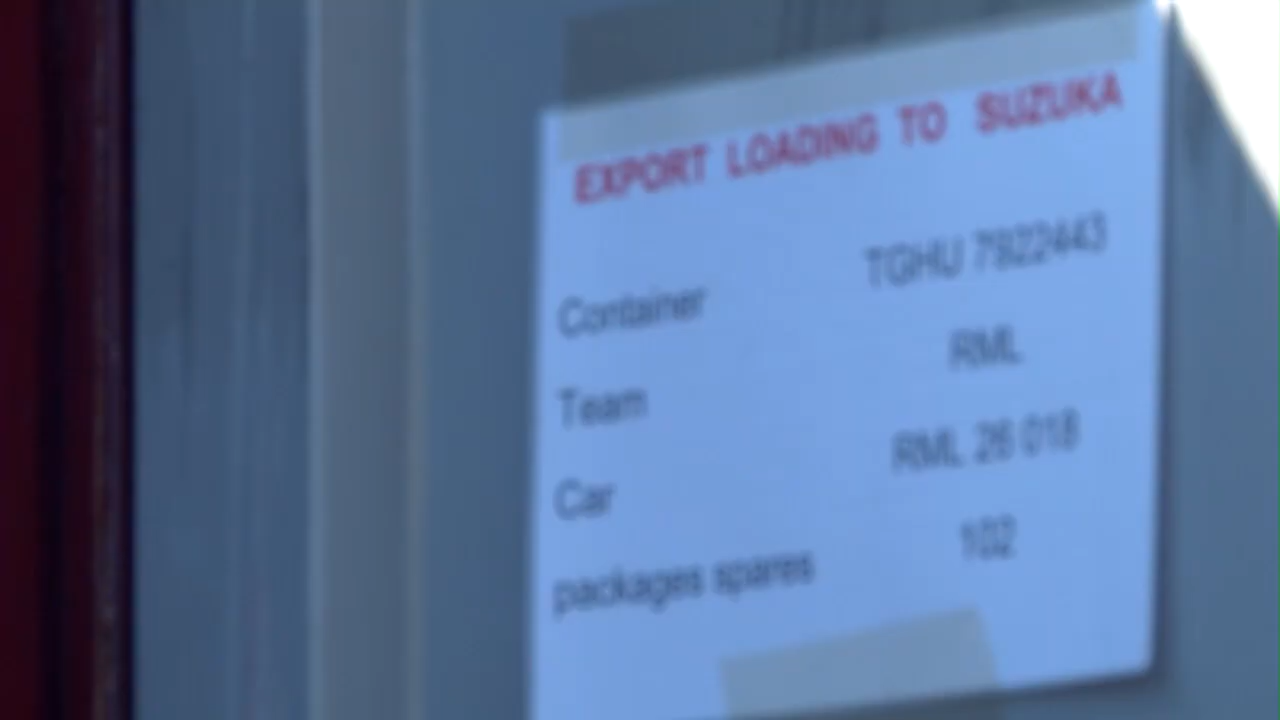 EXPORT LOADING TO SUZUKA
Container TGHU 7922443
Team RML
Car RML 26 018
packages spares 102